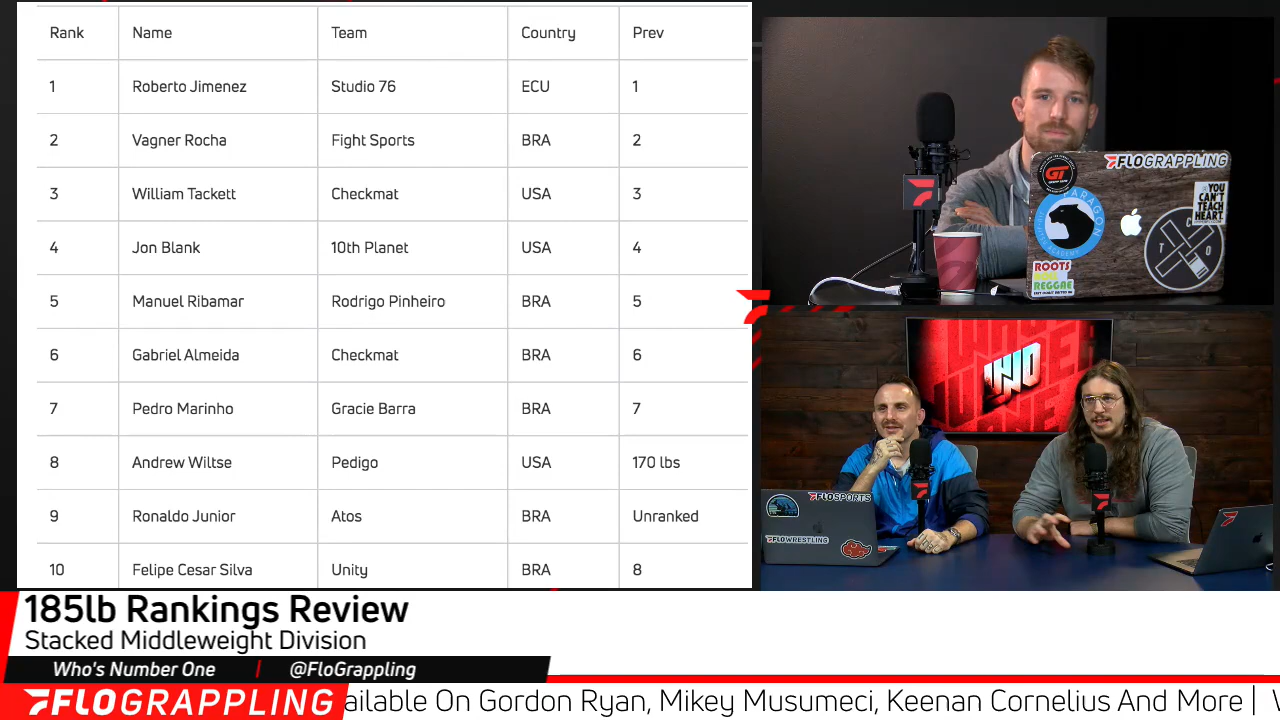 Rank Name Team Country Prev
1 Roberto Jimenez Studio 76 ECU 1
2 Vagner Rocha Fight Sports BRA 2
3 William Tackett Checkmat USA 3
4 Jon Blank 10th Planet USA 4
5 Manuel Ribamar Rodrigo Pinheiro BRA 5
6 Gabriel Almeida Checkmat BRA 6
7 Pedro Marinho Gracie Barra BRA 7
8 Andrew Wiltse Pedigo USA 170 lbs
9 Ronaldo Junior Atos BRA Unranked
10 Felipe Cesar Silva Unity BRA 8
FLOGRAPPLING
GT
PARAGON
YOU
CAN'T
TEACH
HEART
T C O
ROOTS
REGGAE
WNO
FLOSPORTS
FLOWRESTLING
185lb Rankings Review
Stacked Middleweight Division
Who's Number One | @FloGrappling
FLOGRAPPLING
ailable On Gordon Ryan, Mikey Musumeci, Keenan Cornelius And More |